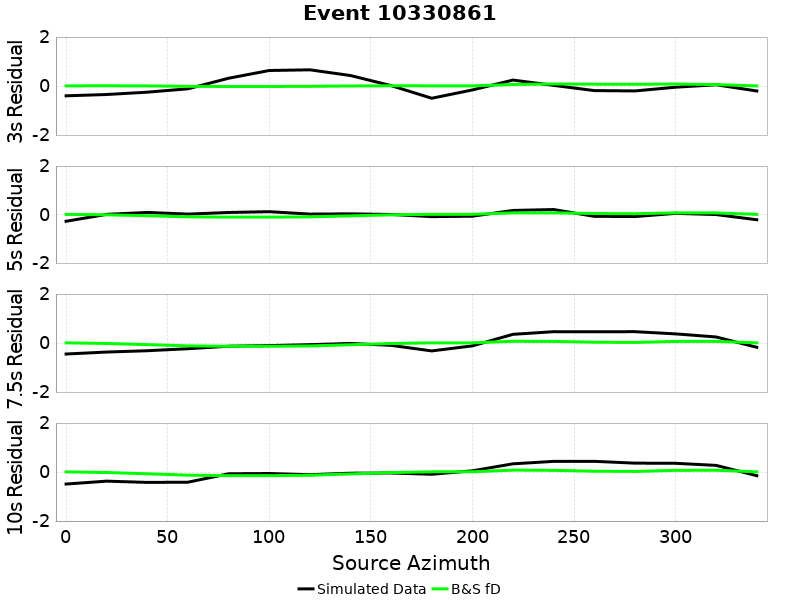 Event 10330861
3s Residual
2
0
-2
5s Residual
2
0
-2
7.5s Residual
2
0
-2
10s Residual
2
0
-2
0 50 100 150 200 250 300
Source Azimuth
Simulated Data B&S fD